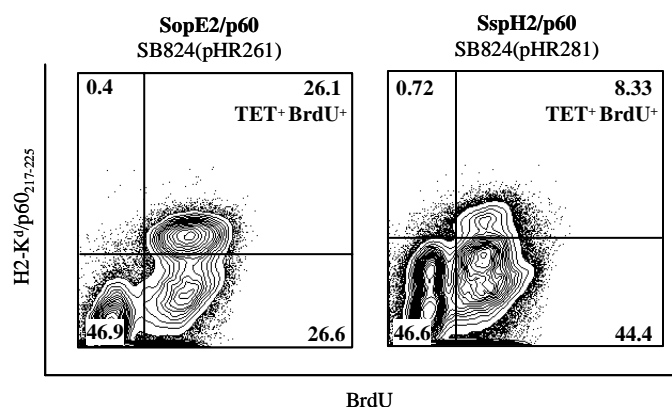 SopE2/p60
SB824(pHR261)
SspH2/p60
SB824(pHR281)
0.4
26.1
TET+ BrdU+
46.9
26.6
0.72
8.33
TET+ BrdU+
46.6
44.4
H2-Kd/p60217-225
BrdU